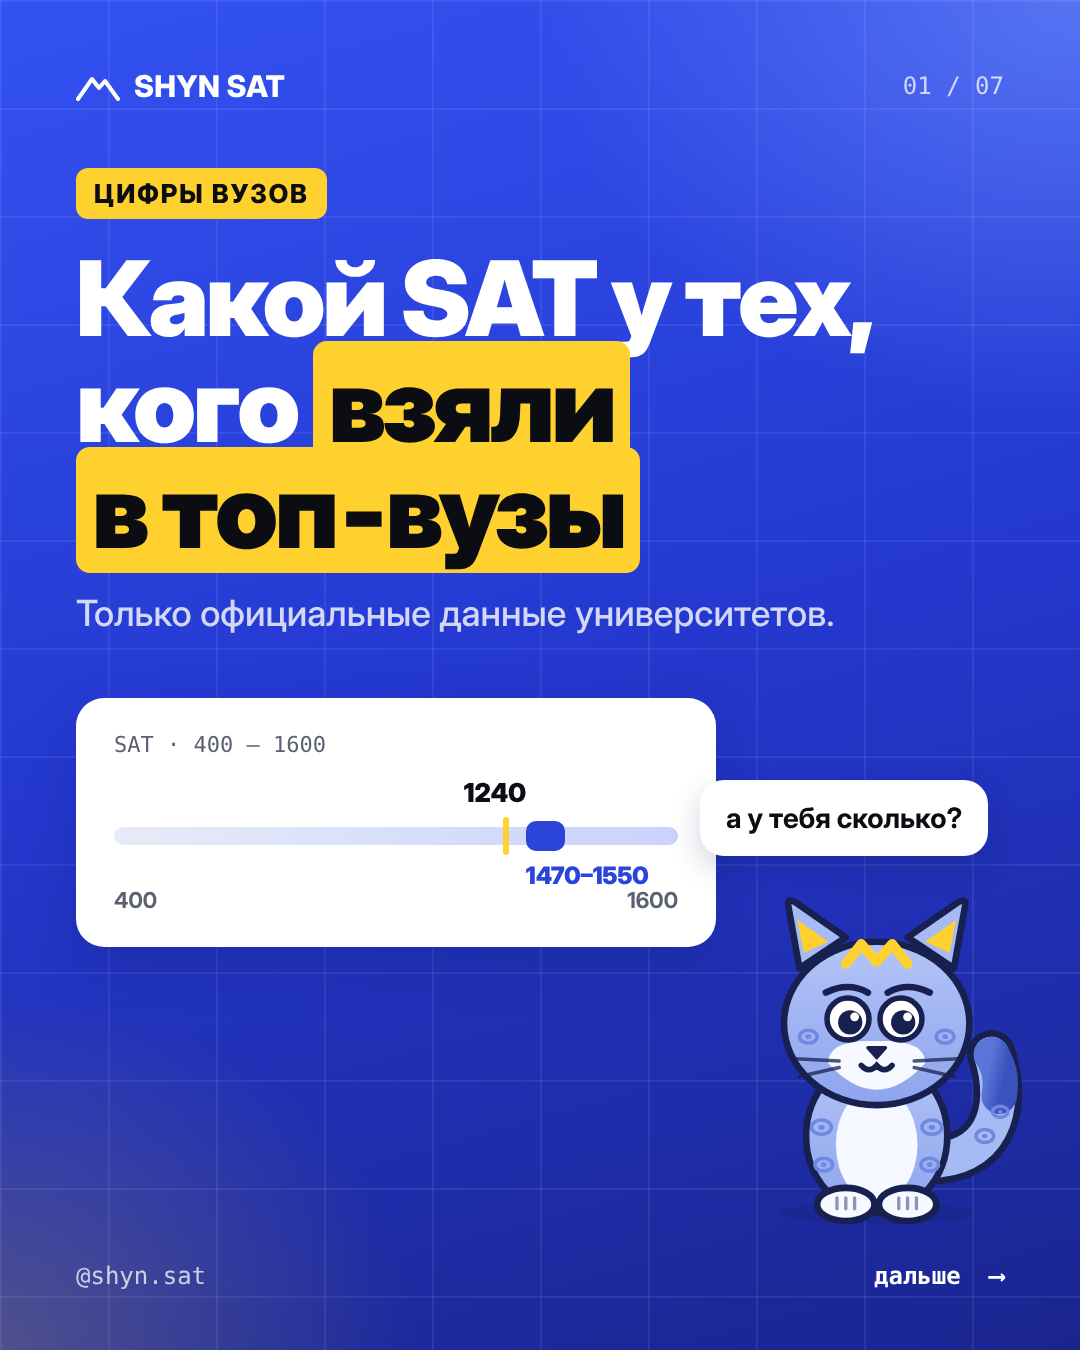 SHYN SAT
01 / 07
ЦИФРЫ ВУЗОВ
Какой SAT у тех,
кого взяли
в топ-вузы
Только официальные данные университетов.
SAT · 400 — 1600
1240
а у тебя сколько?
1470–1550
400
1600
@shyn.sat
дальше →